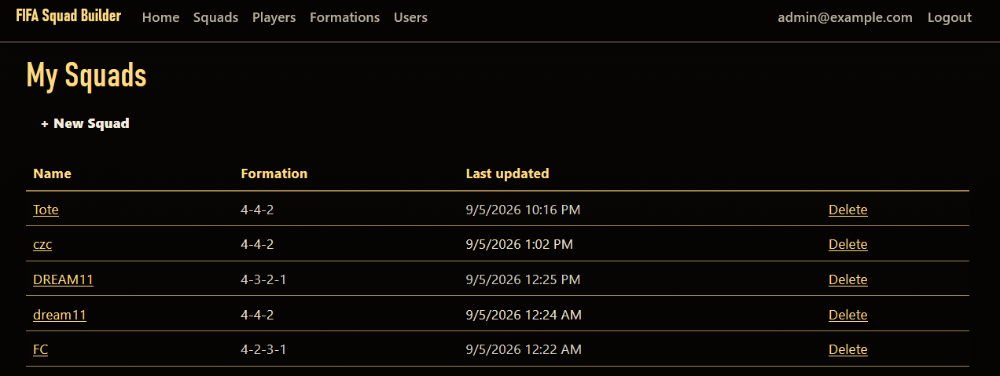 FIFA Squad Builder Home Squads Players Formations Users admin@example.com Logout
My Squads
+ New Squad
Name Formation Last updated
Tote 4-4-2 9/5/2026 10:16 PM Delete
czc 4-4-2 9/5/2026 1:02 PM Delete
DREAM11 4-3-2-1 9/5/2026 12:25 PM Delete
dream11 4-4-2 9/5/2026 12:24 AM Delete
FC 4-2-3-1 9/5/2026 12:22 AM Delete